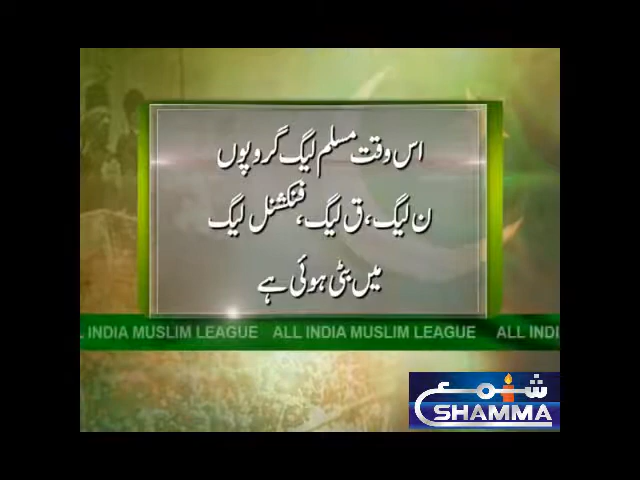 اس وقت مسلم لیگ گروپوں
ن لیگ، ق لیگ، فنکشنل لیگ
میں بٹی ہوئی ہے
L INDIA MUSLIM LEAGUE ALL INDIA MUSLIM LEAGUE ALL INDI
شمع
SHAMMA